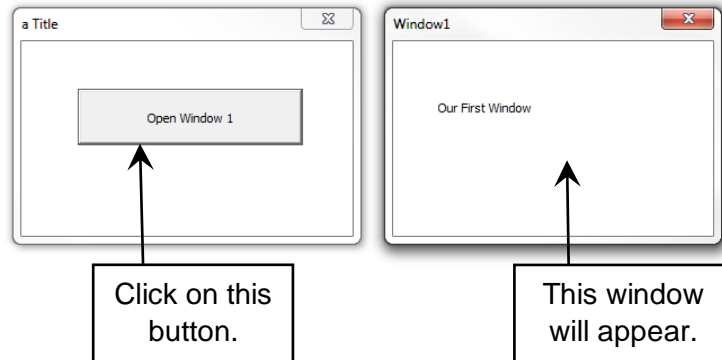 a Title
Open Window 1
Click on this
button.
Window1
Our First Window
This window
will appear.